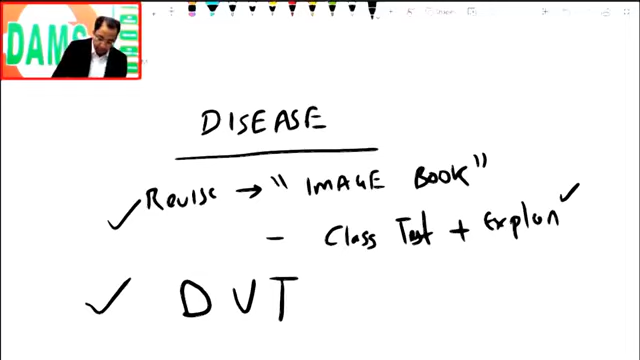 DAMS
DISEASE
✓ Revise → "IMAGE BOOK"
- Class Test + Explan ✓
✓ DVT